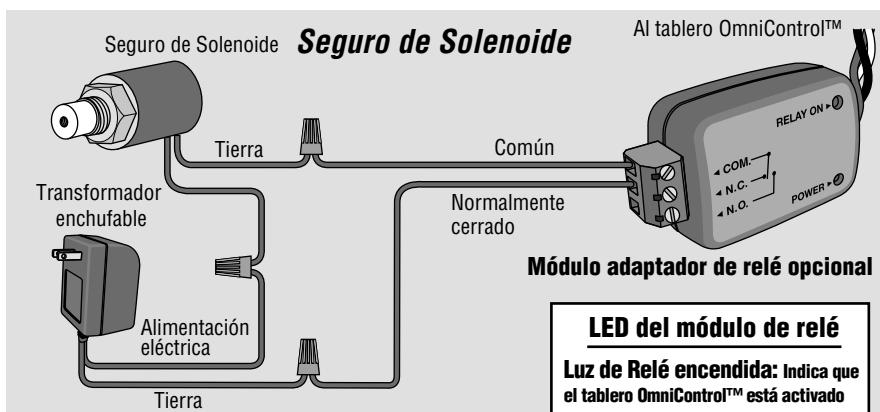 Seguro de Solenoide
Seguro de Solenoide
Al tablero OmniControl™
RELAY ON ►
◄ COM.
◄ N.C.
◄ N.O.
POWER ►
Tierra
Común
Transformador
enchufable
Normalmente
cerrado
Módulo adaptador de relé opcional
Alimentación
eléctrica
Tierra
LED del módulo de relé
Luz de Relé encendida: Indica que
el tablero OmniControl™ está activado